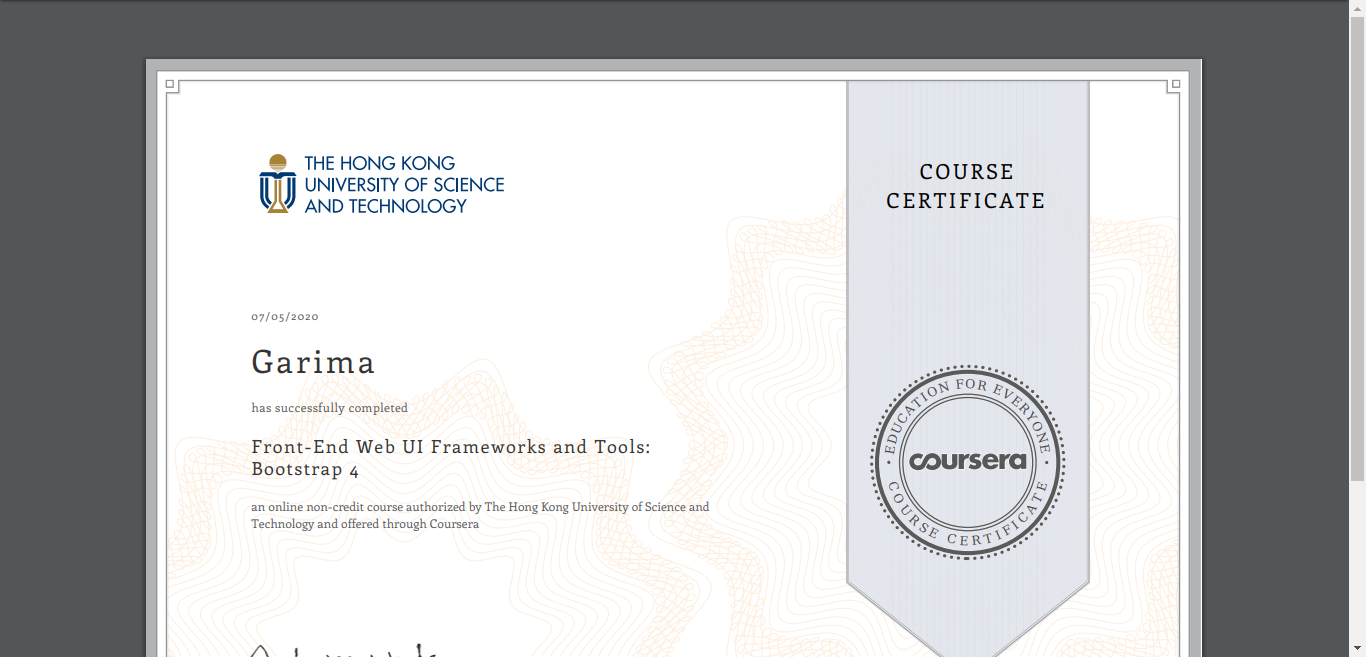 THE HONG KONG
UNIVERSITY OF SCIENCE
AND TECHNOLOGY
COURSE
CERTIFICATE
07/05/2020
Garima
has successfully completed
Front-End Web UI Frameworks and Tools:
Bootstrap 4
an online non-credit course authorized by The Hong Kong University of Science and
Technology and offered through Coursera
EDUCATION FOR EVERYONE
coursera
COURSE CERTIFICATE